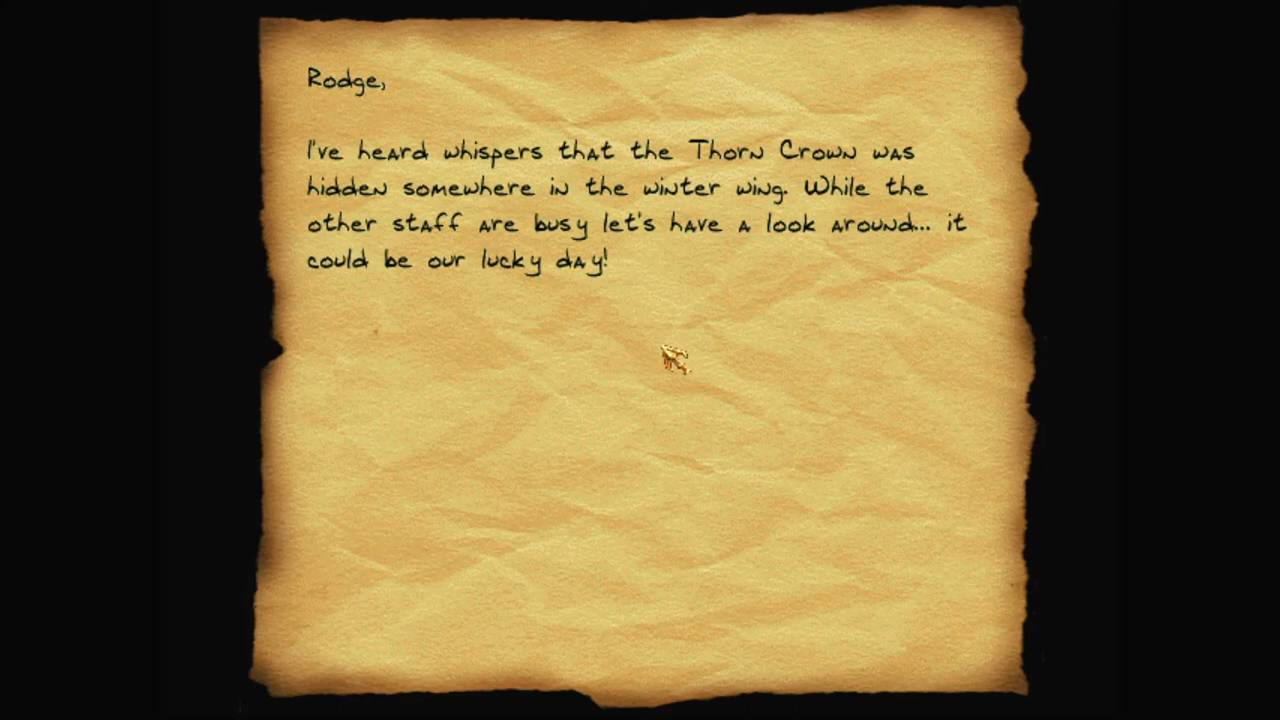 Rodge,
I've heard whispers that the Thorn Crown was
hidden somewhere in the winter wing. While the
other staff are busy let's have a look around... it
could be our lucky day!